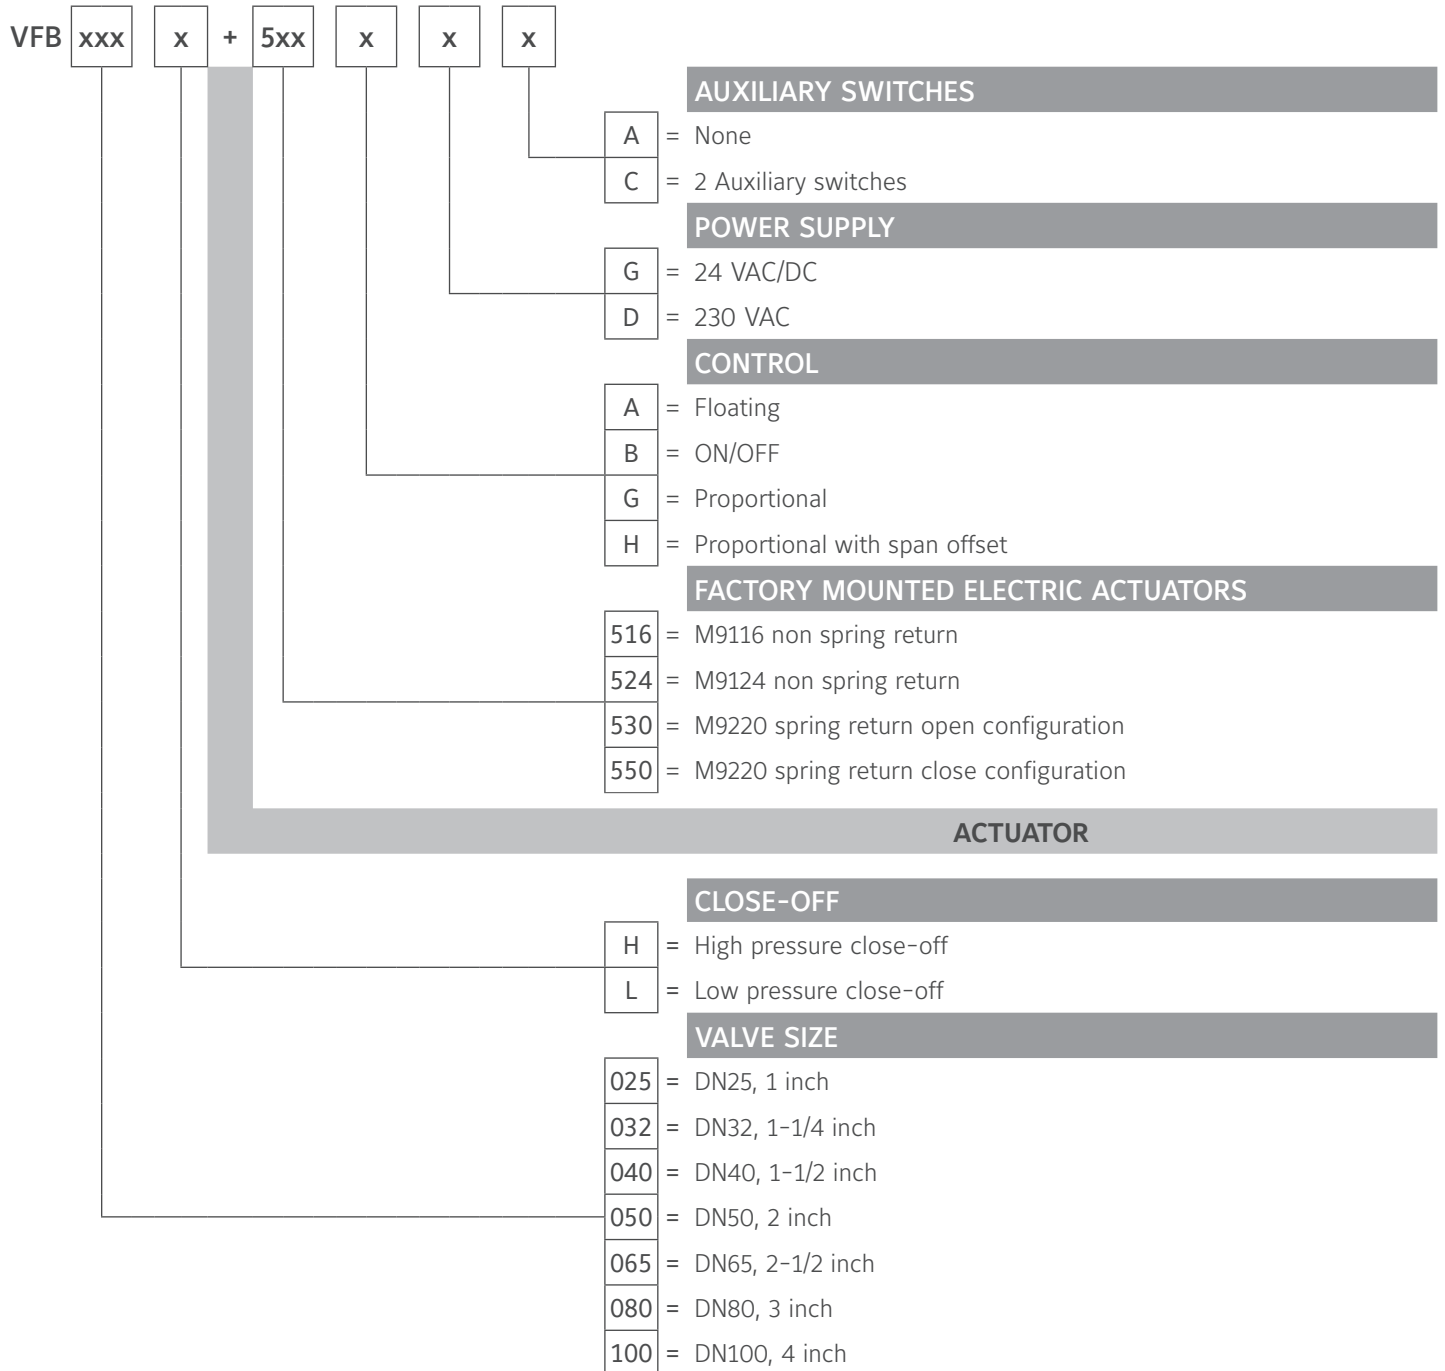 VFB xxx x + 5xx x x x
AUXILIARY SWITCHES
A = None
C = 2 Auxiliary switches
POWER SUPPLY
G = 24 VAC/DC
D = 230 VAC
CONTROL
A = Floating
B = ON/OFF
G = Proportional
H = Proportional with span offset
FACTORY MOUNTED ELECTRIC ACTUATORS
516 = M9116 non spring return
524 = M9124 non spring return
530 = M9220 spring return open configuration
550 = M9220 spring return close configuration
ACTUATOR
CLOSE-OFF
H = High pressure close-off
L = Low pressure close-off
VALVE SIZE
025 = DN25, 1 inch
032 = DN32, 1-1/4 inch
040 = DN40, 1-1/2 inch
050 = DN50, 2 inch
065 = DN65, 2-1/2 inch
080 = DN80, 3 inch
100 = DN100, 4 inch